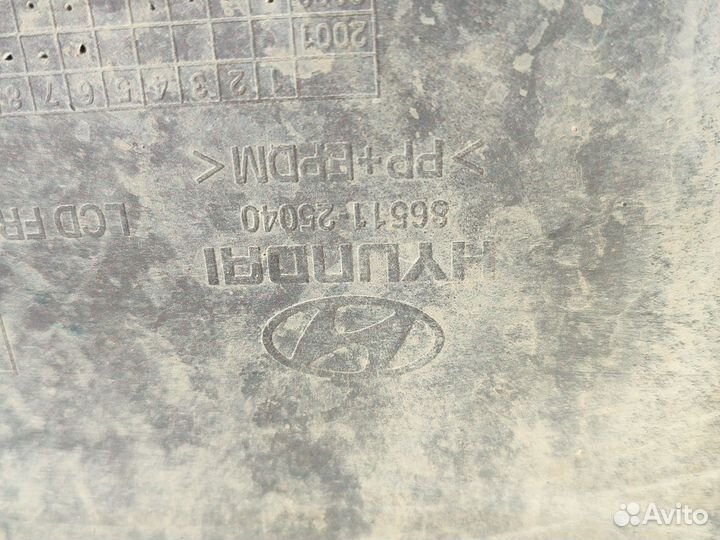 HYUNDAI
86511-25040
LCD FR
>PP+EPDM<
1 2 3 4 5 6 7 8
2001
Avito